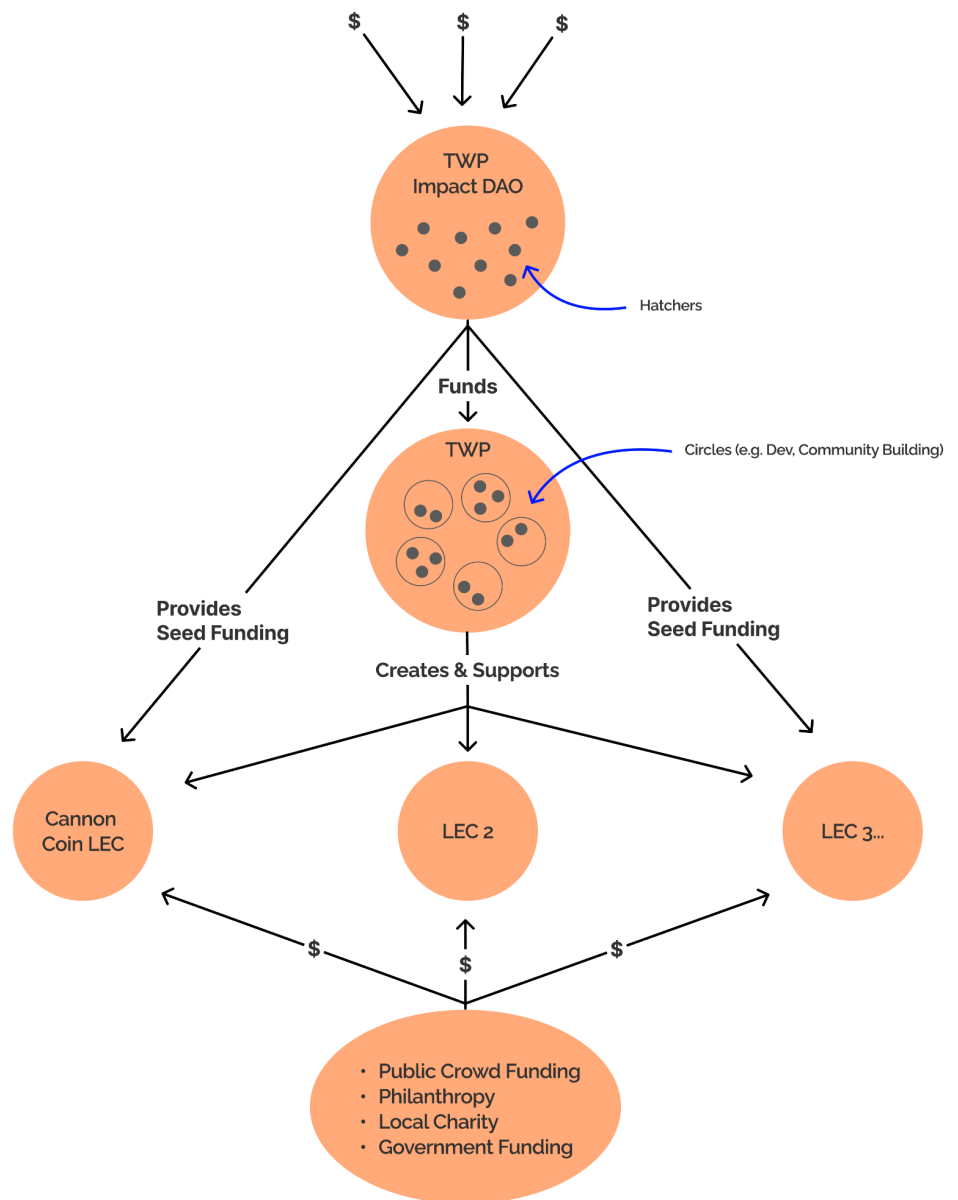 $ $ $
TWP
Impact DAO
Hatchers
Funds
TWP
Circles (e.g. Dev, Community Building)
Provides
Seed Funding
Provides
Seed Funding
Creates & Supports
Cannon
Coin LEC
LEC 2
LEC 3...
$ $ $
• Public Crowd Funding
• Philanthropy
• Local Charity
• Government Funding